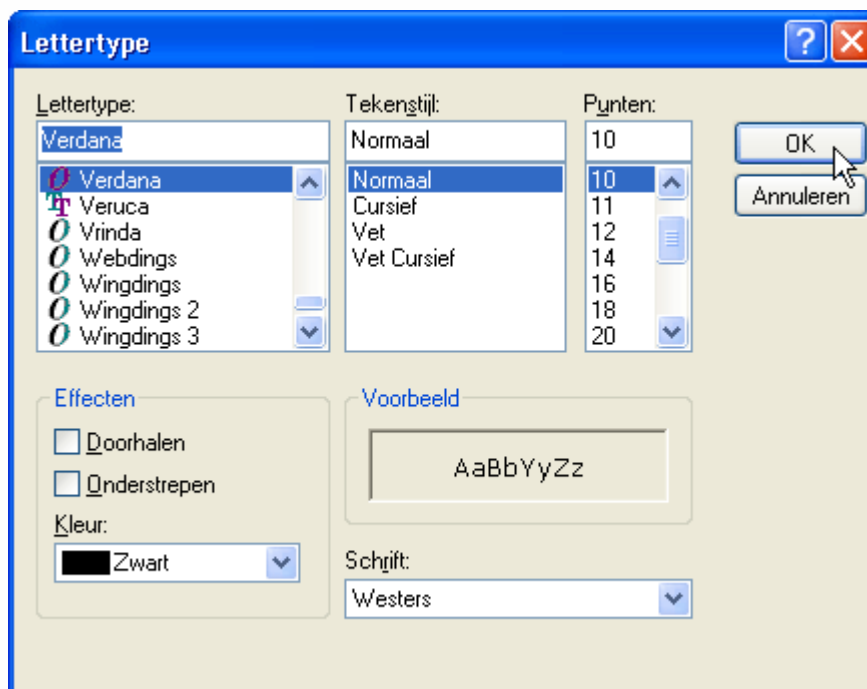 Lettertype
Lettertype:
Verdana
Verdana
Veruca
Vrinda
Webdings
Wingdings
Wingdings 2
Wingdings 3
Tekenstijl:
Normaal
Normaal
Cursief
Vet
Vet Cursief
Punten:
10
10
11
12
14
16
18
20
OK
Annuleren
Effecten
Doorhalen
Onderstrepen
Kleur:
Zwart
Voorbeeld
AaBbYyZz
Schrift:
Westers